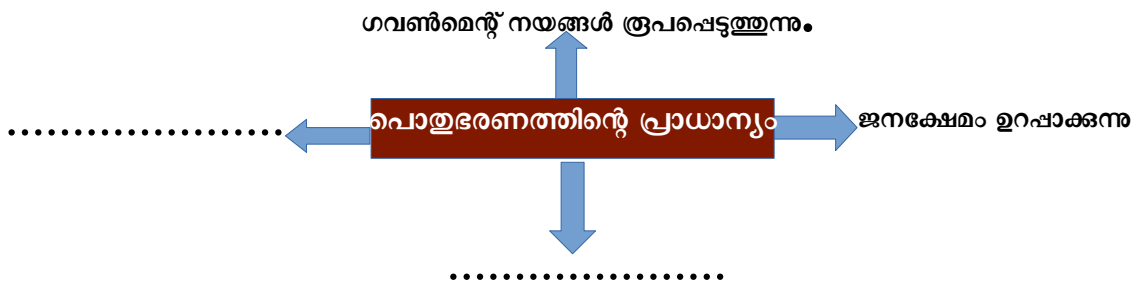 ഗവൺമെന്റ് നയങ്ങൾ രൂപപ്പെടുത്തുന്നു.
പൊതുഭരണത്തിന്റെ പ്രാധാന്യം
ജനക്ഷേമം ഉറപ്പാക്കുന്നു
..................
...................